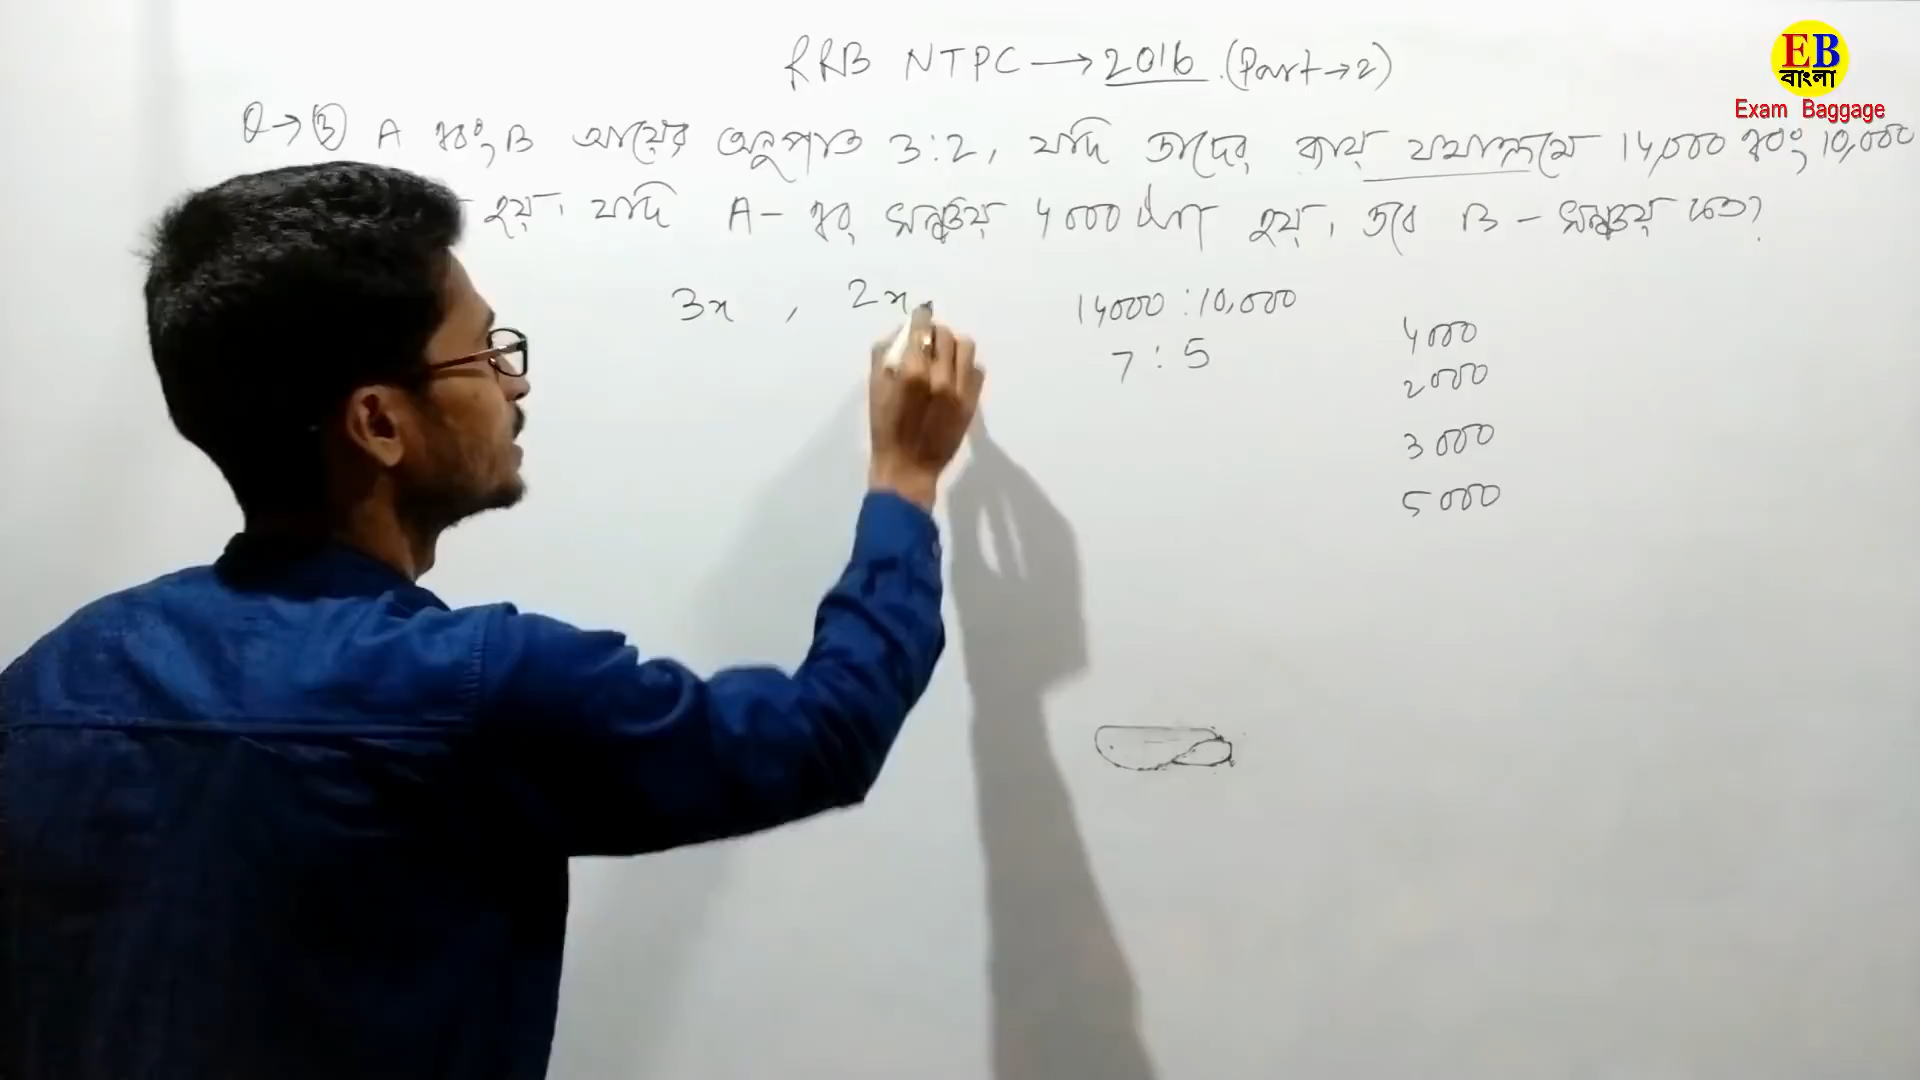 RRB NTPC → 2016 (Part → 2)
EB
বাংলা
Exam Baggage
Q → ③ A এবং B আয়ের অনুপাত 3:2, যদি তাদের ব্যয় যথাক্রমে 14,000 এবং 10,000
হয়। যদি A - এর সঞ্চয় 4000 টাকা হয়, তবে B - সঞ্চয় কত?
3x , 2x
14000 : 10,000
7 : 5
4000
2000
3000
5000